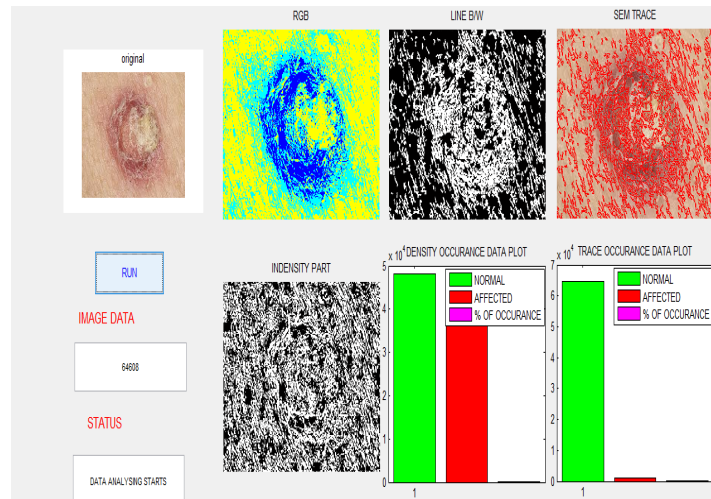 RGB
LINE B/W
SEM TRACE
original
RUN
IMAGE DATA
64608
STATUS
DATA ANALYSING STARTS
INDENSITY PART
x 10^4 DENSITY OCCURANCE DATA PLOT
5
4
3
2
1
0
1
NORMAL
AFFECTED
% OF OCCURANCE
x 10^4 TRACE OCCURANCE DATA PLOT
7
6
5
4
3
2
1
0
1
NORMAL
AFFECTED
% OF OCCURANCE